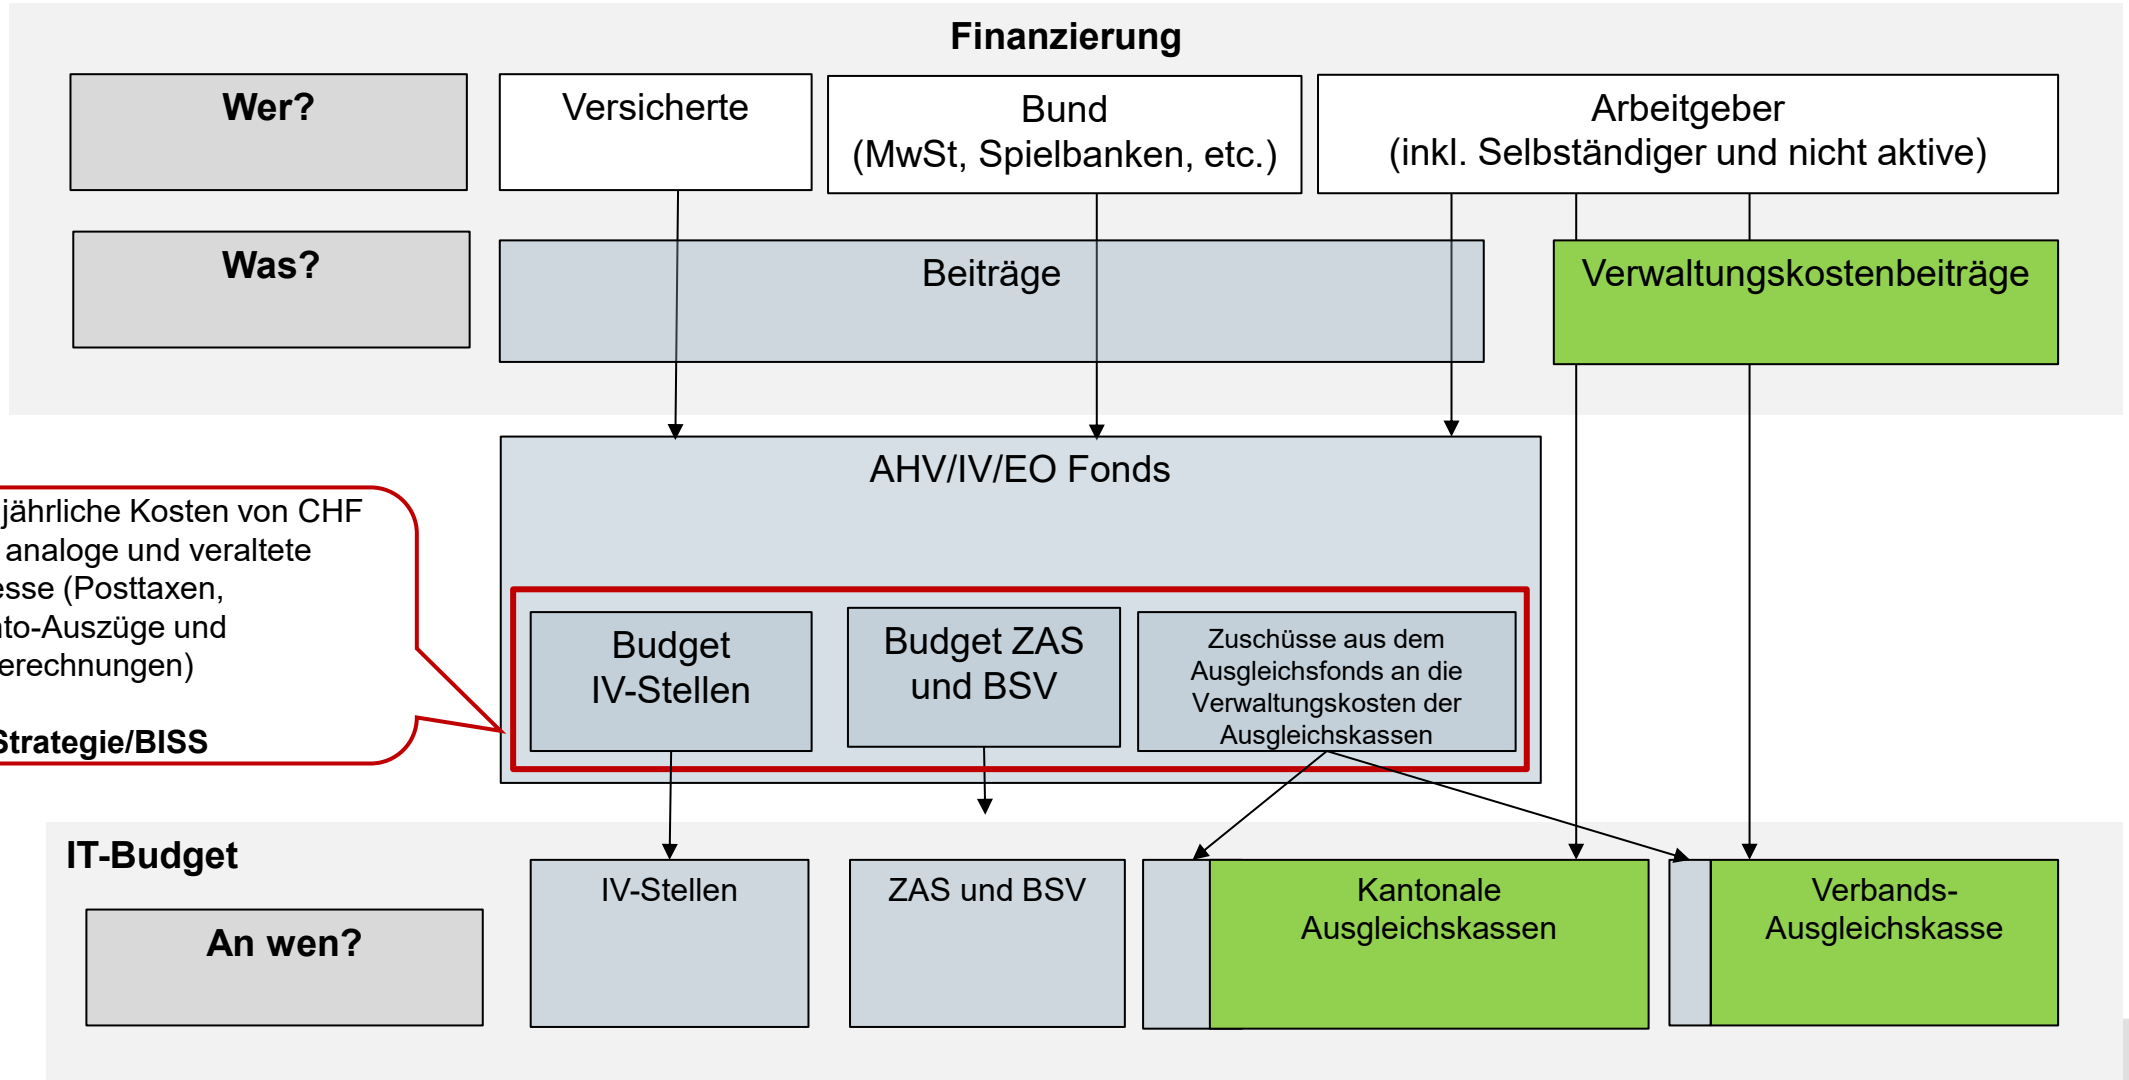 Finanzierung
Wer?
Versicherte
Bund
(MwSt, Spielbanken, etc.)
Arbeitgeber
(inkl. Selbständiger und nicht aktive)
Was?
Beiträge
Verwaltungskostenbeiträge
AHV/IV/EO Fonds
jährliche Kosten von CHF
analoge und veraltete
esse (Posttaxen,
nto-Auszüge und
erechnungen)
Strategie/BISS
Budget
IV-Stellen
Budget ZAS
und BSV
Zuschüsse aus dem
Ausgleichsfonds an die
Verwaltungskosten der
Ausgleichskassen
IT-Budget
An wen?
IV-Stellen
ZAS und BSV
Kantonale
Ausgleichskassen
Verbands-
Ausgleichskasse